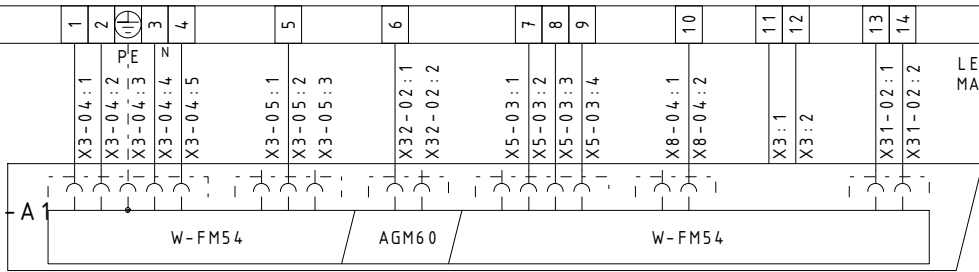 1 2 3 4 5 6 7 8 9 10 11 12 13 14
PE N
LE
MA
X3-04:1
X3-04:2
X3-04:3
X3-04:4
X3-04:5
X3-05:1
X3-05:2
X3-05:3
X32-02:1
X32-02:2
X5-03:1
X5-03:2
X5-03:3
X5-03:4
X8-04:1
X8-04:2
X3:1
X3:2
X31-02:1
X31-02:2
-A1
W-FM54 AGM60 W-FM54